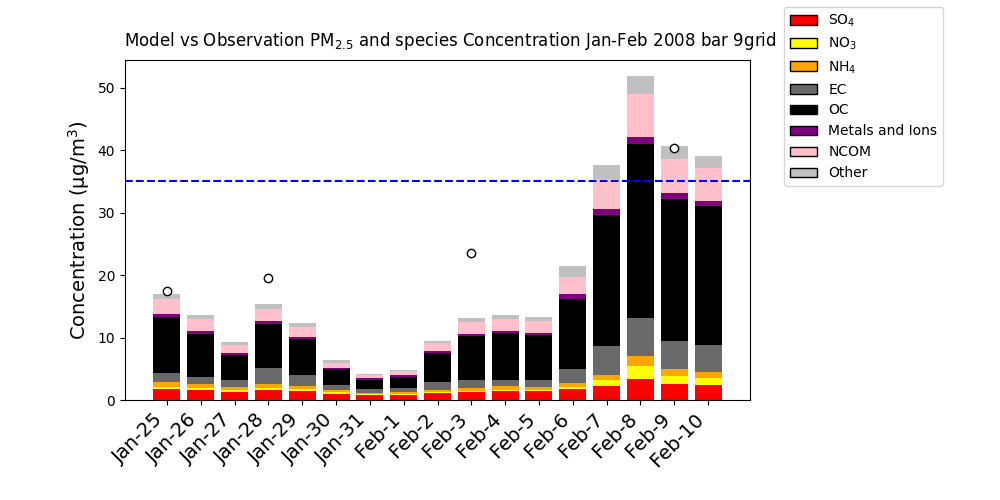 Model vs Observation PM₂.₅ and species Concentration Jan-Feb 2008 bar 9grid
SO₄
NO₃
NH₄
EC
OC
Metals and Ions
NCOM
Other
Concentration (µg/m³)
50
40
30
20
10
0
Jan-25
Jan-26
Jan-27
Jan-28
Jan-29
Jan-30
Jan-31
Feb-1
Feb-2
Feb-3
Feb-4
Feb-5
Feb-6
Feb-7
Feb-8
Feb-9
Feb-10